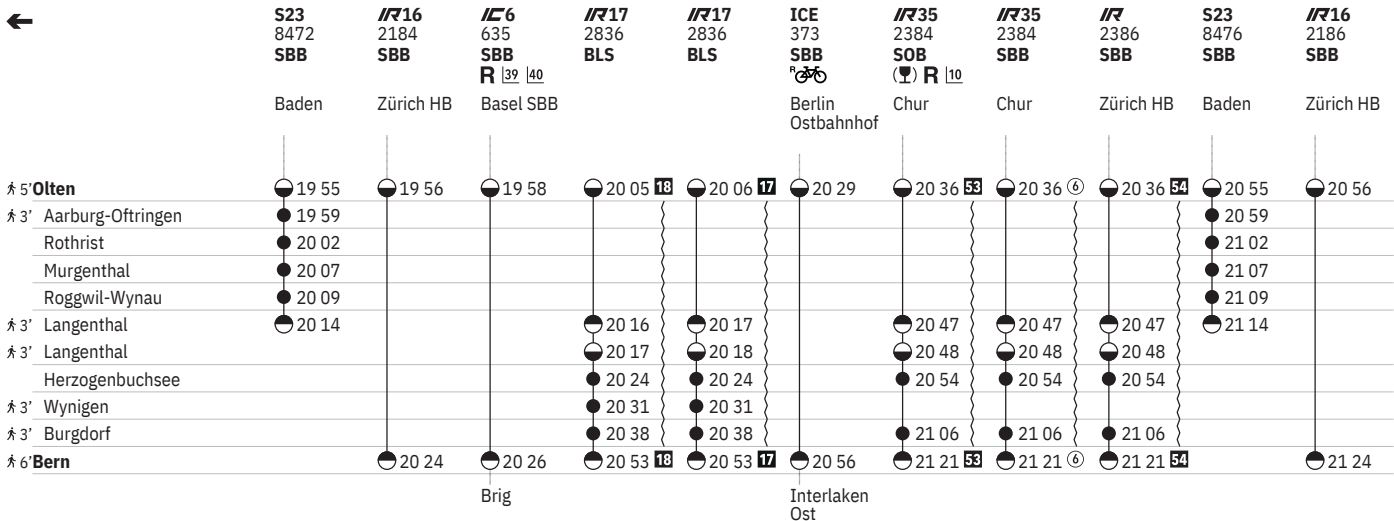 S23 IR16 IC6 IR17 IR17 ICE IR35 IR35 IR S23 IR16
8472 2184 635 2836 2836 373 2384 2384 2386 8476 2186
SBB SBB SBB BLS BLS SBB SOB SBB SBB SBB SBB
R 39 40 R R 10
Baden Zürich HB Basel SBB Berlin Chur Chur Zürich HB Baden Zürich HB
Ostbahnhof
5’ Olten 19 55 19 56 19 58 20 05 18 20 06 17 20 29 20 36 53 20 36 6 20 36 54 20 55 20 56
3’ Aarburg-Oftringen 19 59 20 59
Rothrist 20 02 21 02
Murgenthal 20 07 21 07
Roggwil-Wynau 20 09 21 09
3’ Langenthal 20 14 20 16 20 17 20 47 20 47 20 47 21 14
3’ Langenthal 20 17 20 18 20 48 20 48 20 48
Herzogenbuchsee 20 24 20 24 20 54 20 54 20 54
3’ Wynigen 20 31 20 31
3’ Burgdorf 20 38 20 38 21 06 21 06 21 06
6’ Bern 20 24 20 26 20 53 18 20 53 17 20 56 21 21 53 21 21 6 21 21 54 21 24
Brig Interlaken
Ost